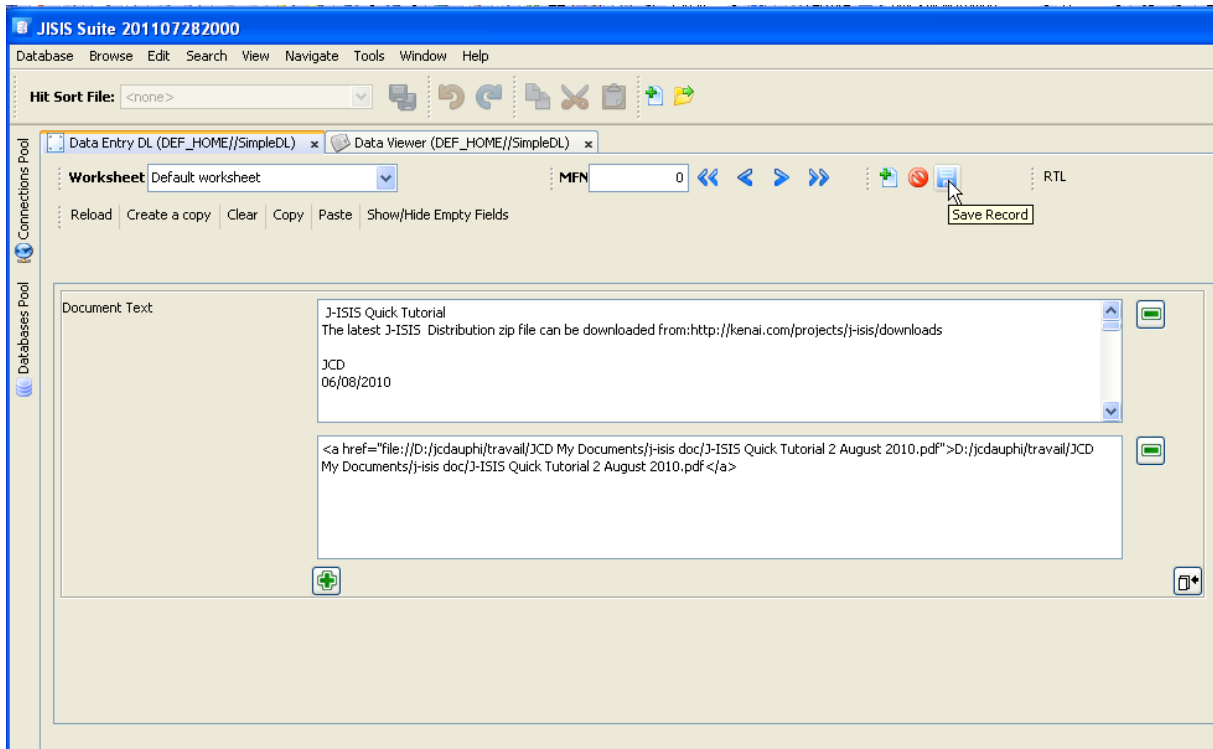 JISIS Suite 201107282000
Database Browse Edit Search View Navigate Tools Window Help
Hit Sort File: <none>
Data Entry DL (DEF_HOME//SimpleDL) x Data Viewer (DEF_HOME//SimpleDL) x
Connections Pool
Databases Pool
Worksheet Default worksheet MFN 0 RTL
Save Record
Reload Create a copy Clear Copy Paste Show/Hide Empty Fields
Document Text
J-ISIS Quick Tutorial
The latest J-ISIS Distribution zip file can be downloaded from:http://kenai.com/projects/j-isis/downloads
JCD
06/08/2010
<a href="file://D:/jcdauphi/travail/JCD My Documents/j-isis doc/J-ISIS Quick Tutorial 2 August 2010.pdf">D:/jcdauphi/travail/JCD
My Documents/j-isis doc/J-ISIS Quick Tutorial 2 August 2010.pdf</a>